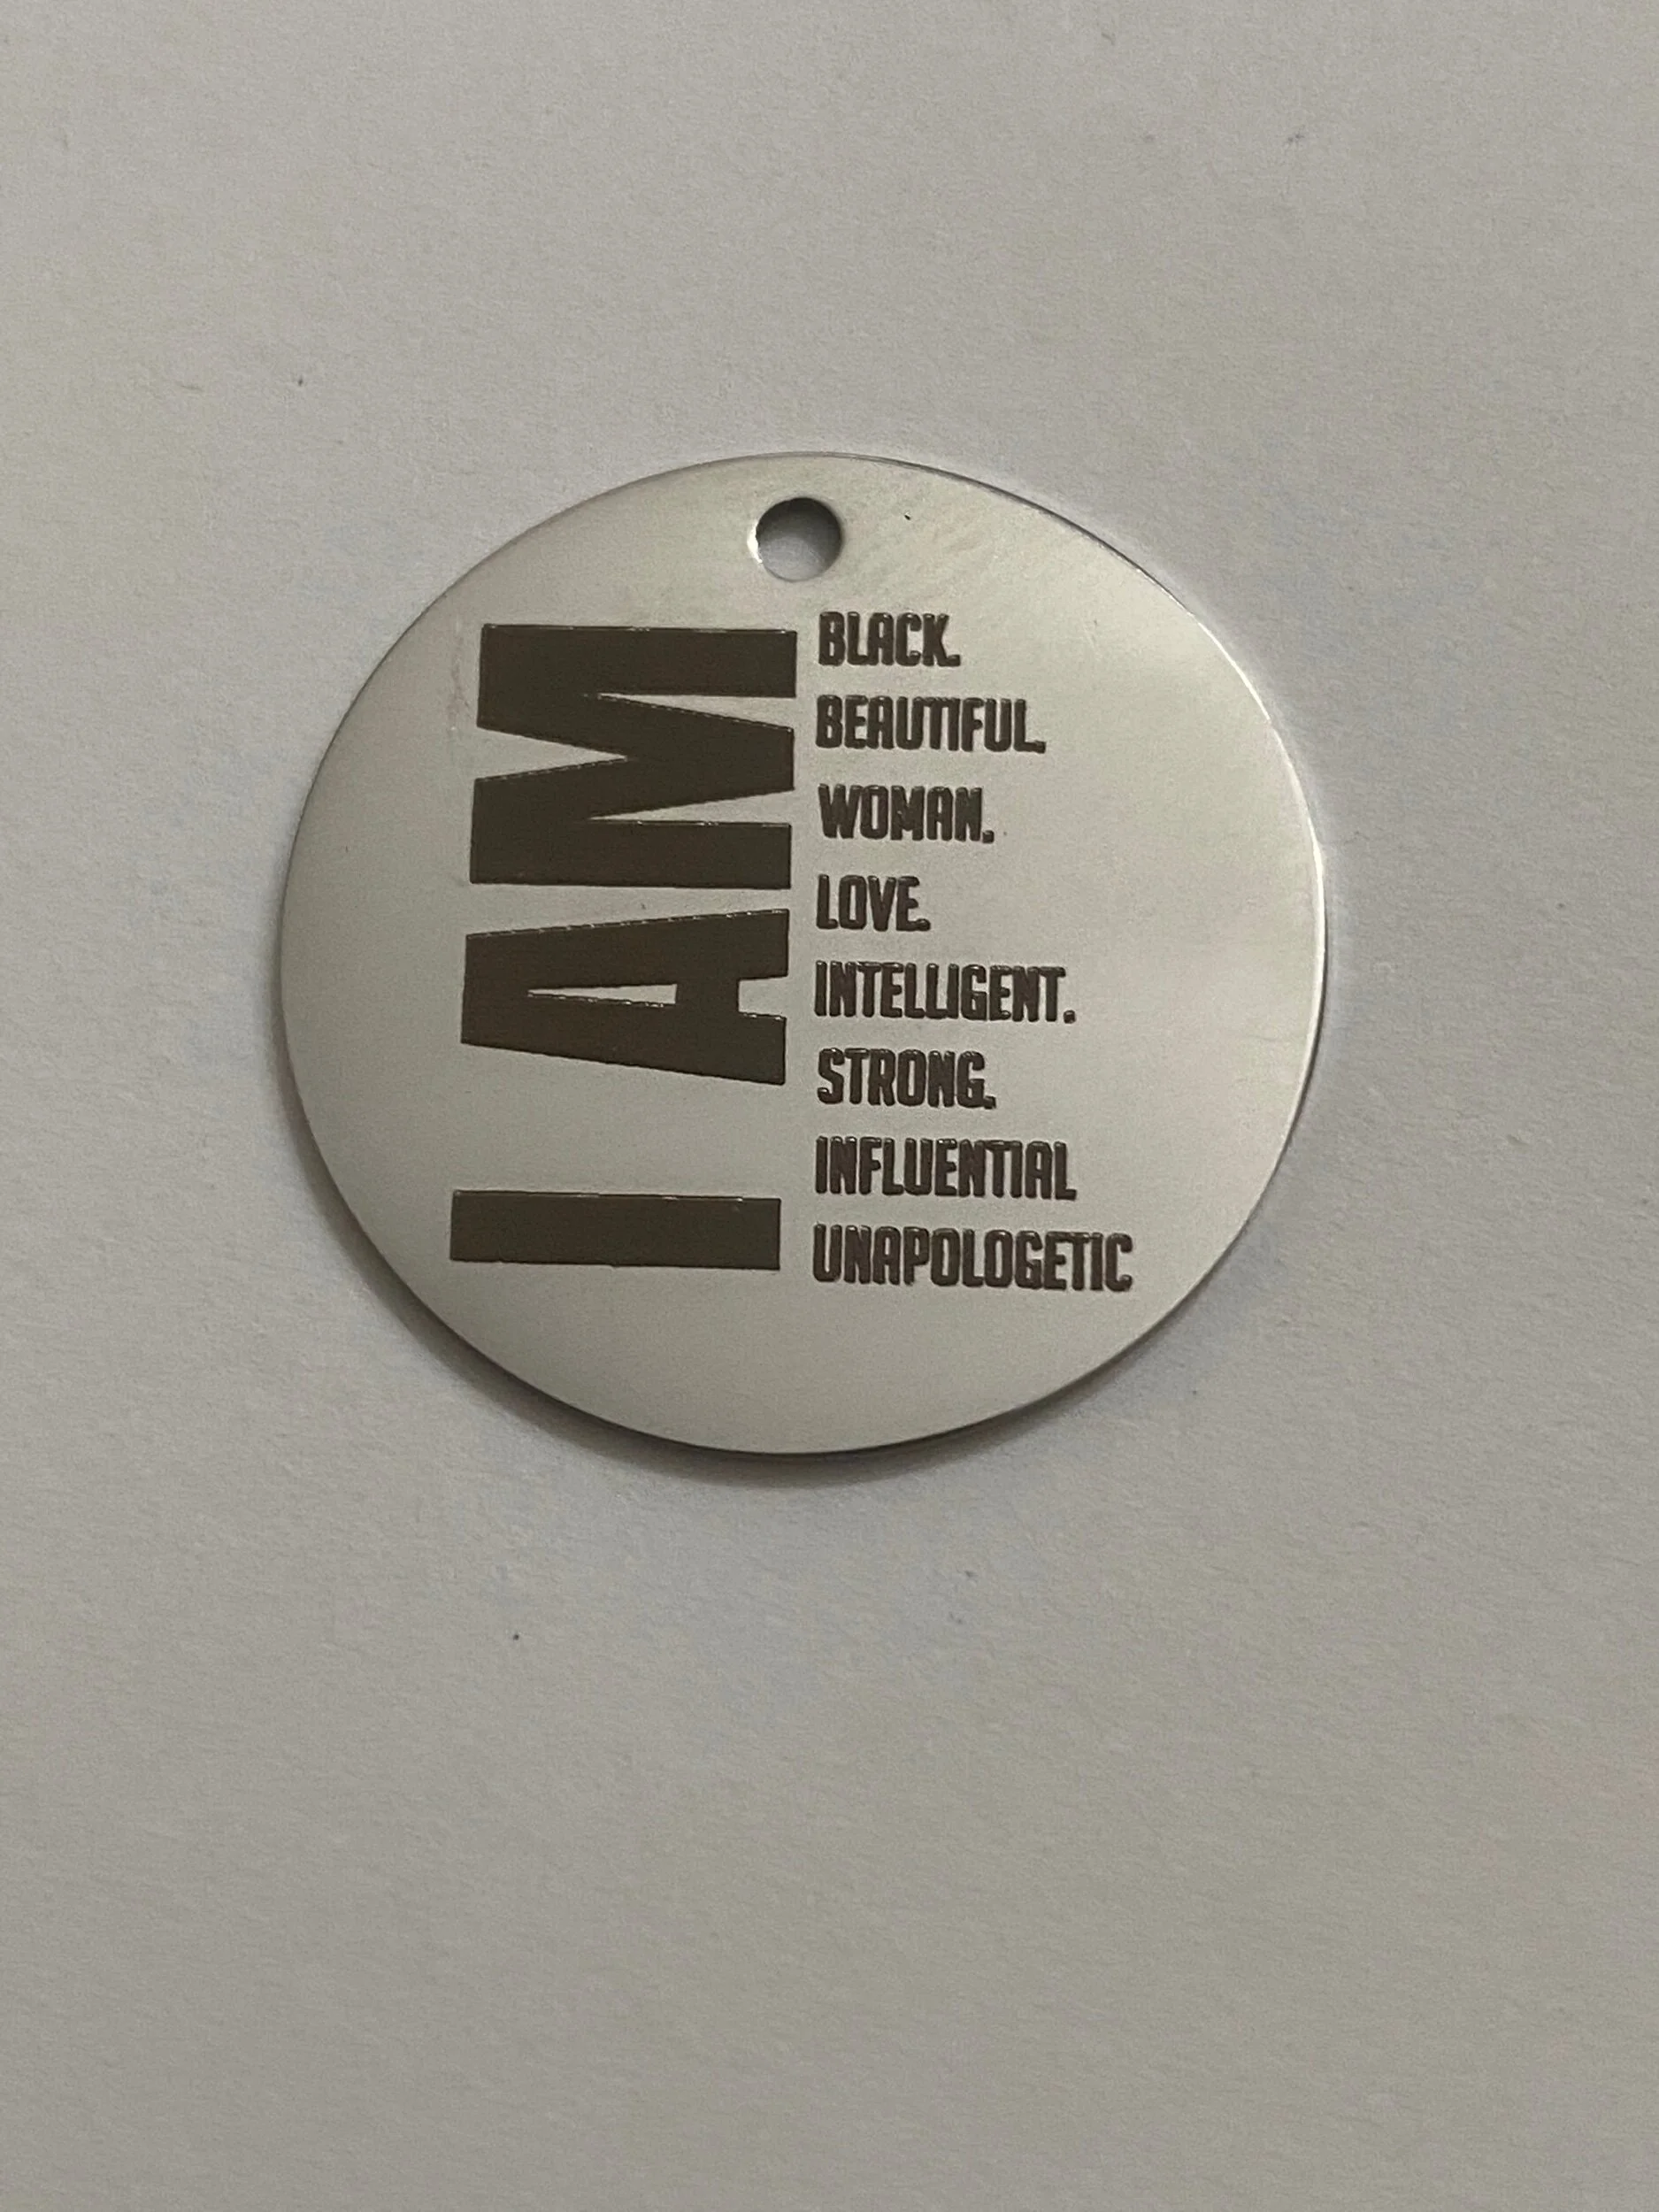 I AM
BLACK.
BEAUTIFUL.
WOMAN.
LOVE.
INTELLIGENT.
STRONG.
INFLUENTIAL
UNAPOLOGETIC